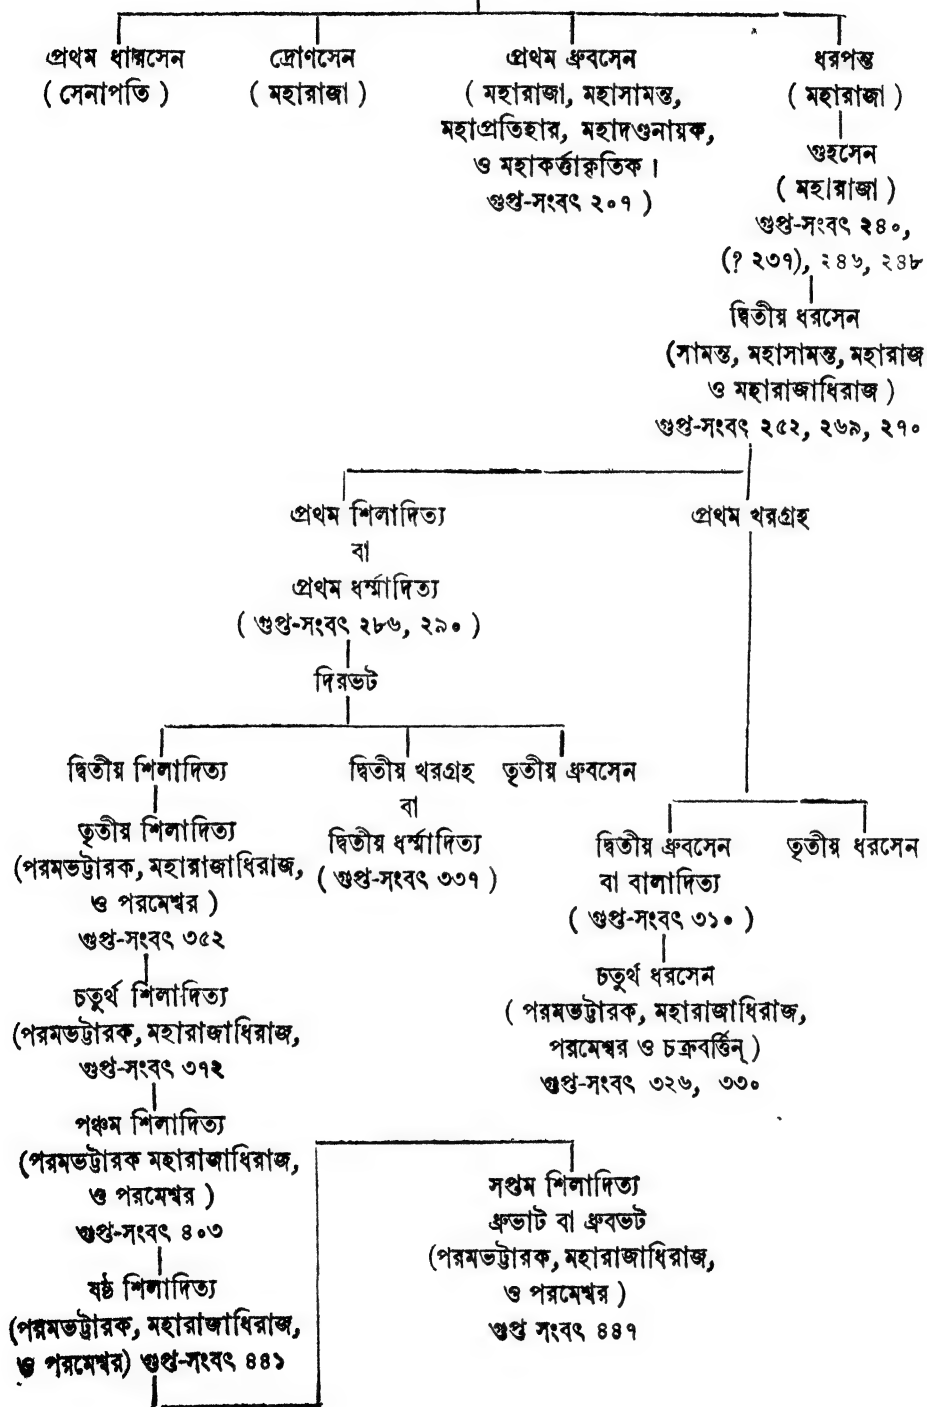 প্রথম ধারসেন
( সেনাপতি )
দ্রোণসেন
( মহারাজা )
প্রথম ধ্রুবসেন
( মহারাজা, মহাসামন্ত,
মহাপ্রতিহার, মহাদণ্ডনায়ক,
ও মহাকর্ত্তাকৃতিক।
গুপ্ত-সংবৎ ২০৭ )
ধরপত্ত
( মহারাজা )
গুহসেন
( মহারাজা )
গুপ্ত-সংবৎ ২৪০,
(? ২৩৭), ২৪৬, ২৪৮
দ্বিতীয় ধরসেন
(সামন্ত, মহাসামন্ত, মহারাজ
ও মহারাজাধিরাজ )
গুপ্ত-সংবৎ ২৫২, ২৬৯, ২৭০
প্রথম শিলাদিত্য
বা
প্রথম ধর্ম্মাদিত্য
( গুপ্ত-সংবৎ ২৮৬, ২৯০ )
প্রথম খরগ্রহ
দিরভট
দ্বিতীয় শিলাদিত্য
দ্বিতীয় খরগ্রহ
বা
দ্বিতীয় ধর্ম্মাদিত্য
( গুপ্ত-সংবৎ ৩৩৭ )
তৃতীয় ধ্রুবসেন
তৃতীয় শিলাদিত্য
(পরমভট্টারক, মহারাজাধিরাজ,
ও পরমেশ্বর )
গুপ্ত-সংবৎ ৩৫২
দ্বিতীয় ধ্রুবসেন
বা বালাদিত্য
( গুপ্ত-সংবৎ ৩১০ )
তৃতীয় ধরসেন
চতুর্থ শিলাদিত্য
(পরমভট্টারক, মহারাজাধিরাজ,
গুপ্ত-সংবৎ ৩৭২
চতুর্থ ধরসেন
( পরমভট্টারক, মহারাজাধিরাজ,
পরমেশ্বর ও চক্রবর্ত্তিন্ )
গুপ্ত-সংবৎ ৩২৬, ৩৩০
পঞ্চম শিলাদিত্য
(পরমভট্টারক মহারাজাধিরাজ,
ও পরমেশ্বর )
গুপ্ত-সংবৎ ৪০৩
ষষ্ঠ শিলাদিত্য
(পরমভট্টারক, মহারাজাধিরাজ,
ও পরমেশ্বর) গুপ্ত-সংবৎ ৪৪১
সপ্তম শিলাদিত্য
ধ্রুভাট বা ধ্রুবভট
(পরমভট্টারক, মহারাজাধিরাজ,
ও পরমেশ্বর )
গুপ্ত সংবৎ ৪৪৭